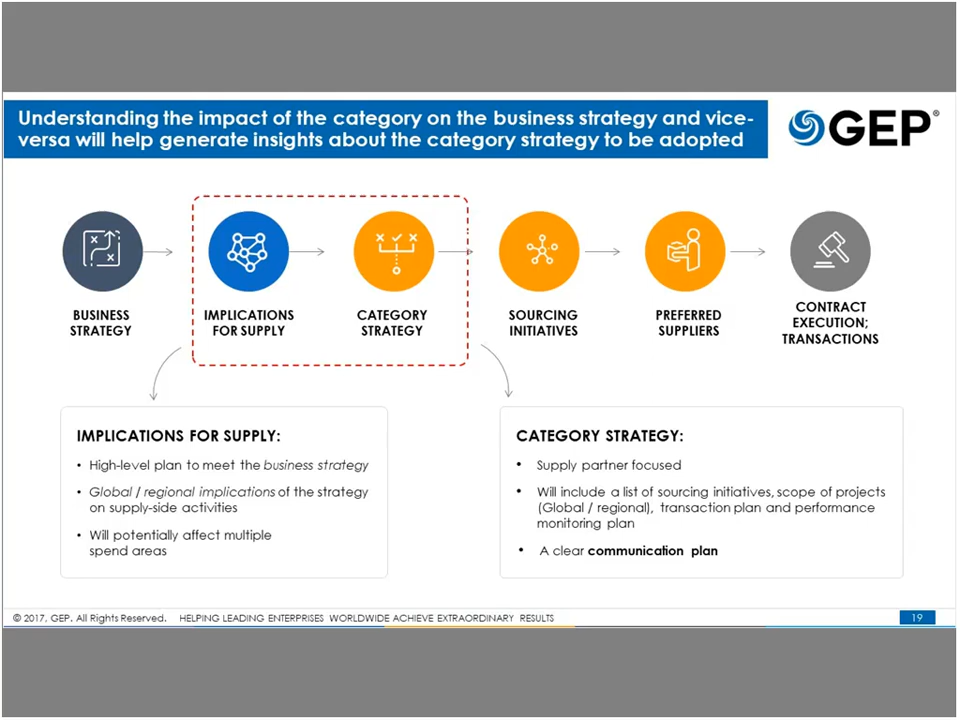 Understanding the impact of the category on the business strategy and vice-
versa will help generate insights about the category strategy to be adopted
GEP®
BUSINESS
STRATEGY
IMPLICATIONS
FOR SUPPLY
CATEGORY
STRATEGY
SOURCING
INITIATIVES
PREFERRED
SUPPLIERS
CONTRACT
EXECUTION;
TRANSACTIONS
IMPLICATIONS FOR SUPPLY:
• High-level plan to meet the business strategy
• Global / regional implications of the strategy
on supply-side activities
• Will potentially affect multiple
spend areas
CATEGORY STRATEGY:
• Supply partner focused
• Will include a list of sourcing initiatives, scope of projects
(Global / regional), transaction plan and performance
monitoring plan
• A clear communication plan
© 2017, GEP. All Rights Reserved. HELPING LEADING ENTERPRISES WORLDWIDE ACHIEVE EXTRAORDINARY RESULTS
19